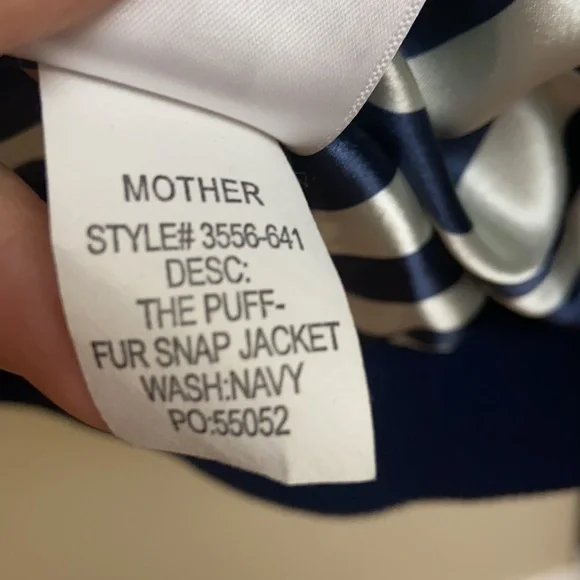 MOTHER
STYLE# 3556-641
DESC:
THE PUFF-
FUR SNAP JACKET
WASH:NAVY
PO:55052